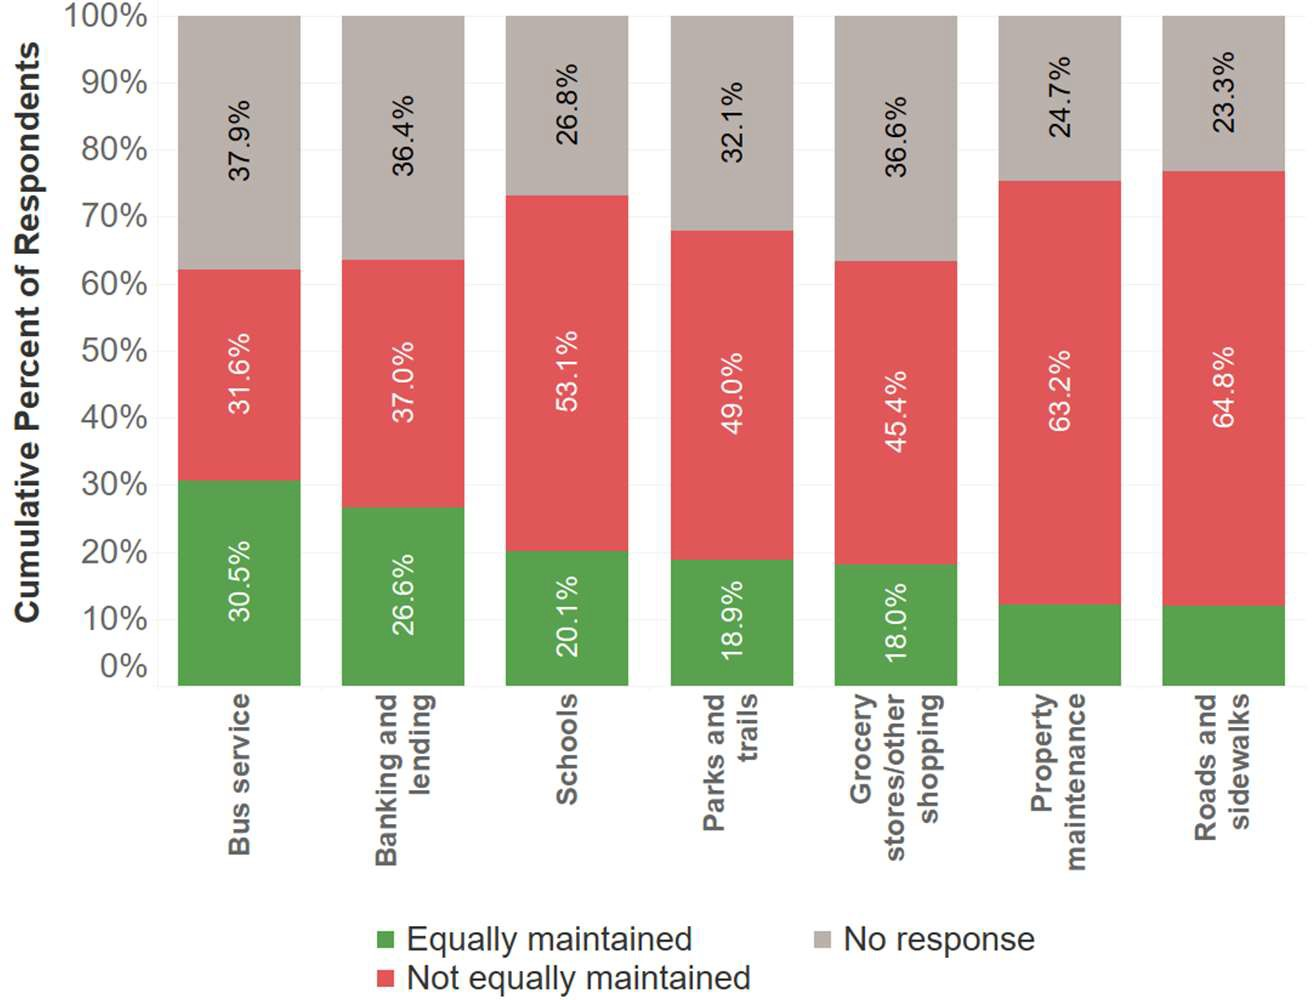 Cumulative Percent of Respondents
100%
90%
80%
70%
60%
50%
40%
30%
20%
10%
0%
37.9%
31.6%
30.5%
36.4%
37.0%
26.6%
26.8%
53.1%
20.1%
32.1%
49.0%
18.9%
36.6%
45.4%
18.0%
24.7%
63.2%
23.3%
64.8%
Bus service
Banking and
lending
Schools
Parks and
trails
Grocery
stores/other
shopping
Property
maintenance
Roads and
sidewalks
Equally maintained
No response
Not equally maintained